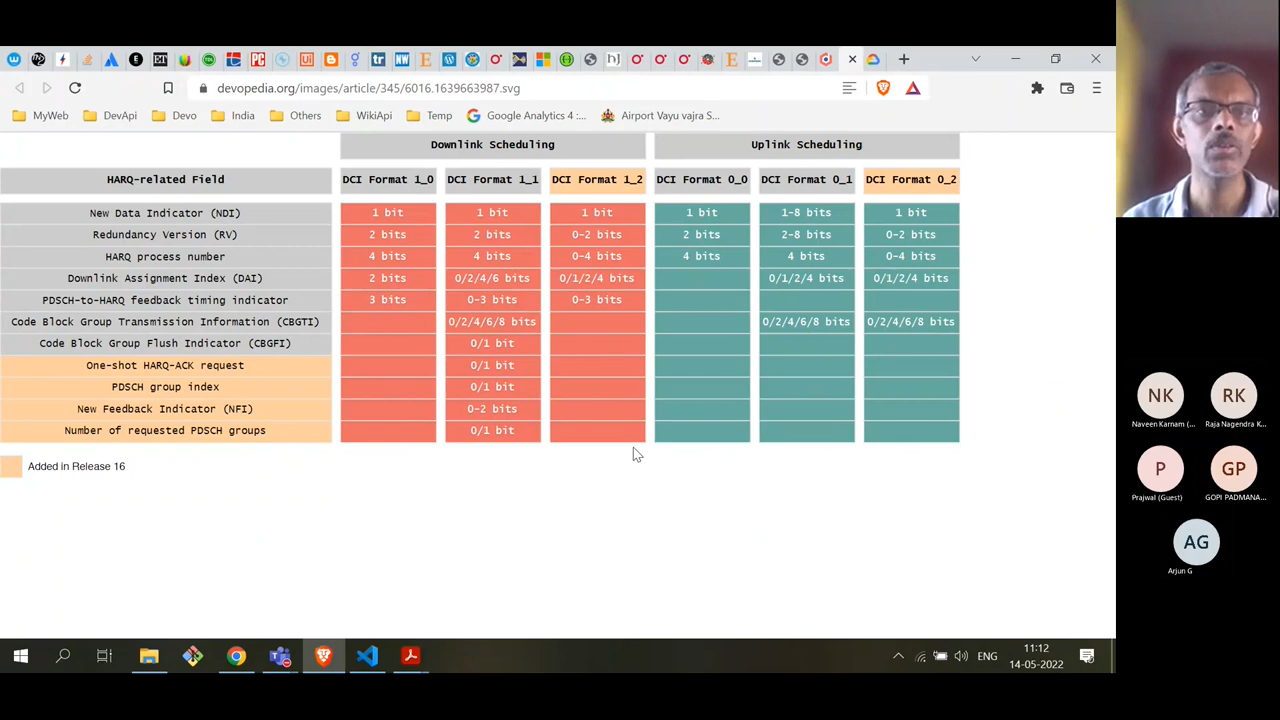 devopedia.org/images/article/345/6016.1639663987.svg
MyWeb DevApi Devo India Others WikiApi Temp Google Analytics 4 :... Airport Vayu vajra S...
Downlink Scheduling Uplink Scheduling
HARQ-related Field DCI Format 1_0 DCI Format 1_1 DCI Format 1_2 DCI Format 0_0 DCI Format 0_1 DCI Format 0_2
New Data Indicator (NDI) 1 bit 1 bit 1 bit 1 bit 1-8 bits 1 bit
Redundancy Version (RV) 2 bits 2 bits 0-2 bits 2 bits 2-8 bits 0-2 bits
HARQ process number 4 bits 4 bits 0-4 bits 4 bits 4 bits 0-4 bits
Downlink Assignment Index (DAI) 2 bits 0/2/4/6 bits 0/1/2/4 bits 0/1/2/4 bits 0/1/2/4 bits
PDSCH-to-HARQ feedback timing indicator 3 bits 0-3 bits 0-3 bits
Code Block Group Transmission Information (CBGTI) 0/2/4/6/8 bits 0/2/4/6/8 bits 0/2/4/6/8 bits
Code Block Group Flush Indicator (CBGFI) 0/1 bit
One-shot HARQ-ACK request 0/1 bit
PDSCH group index 0/1 bit
New Feedback Indicator (NFI) 0-2 bits
Number of requested PDSCH groups 0/1 bit
Added in Release 16
NK RK
Naveen Karnam (... Raja Nagendra K...
P GP
Prajwal (Guest) GOPI PADMANA...
AG
Arjun G
ENG
11:12
14-05-2022